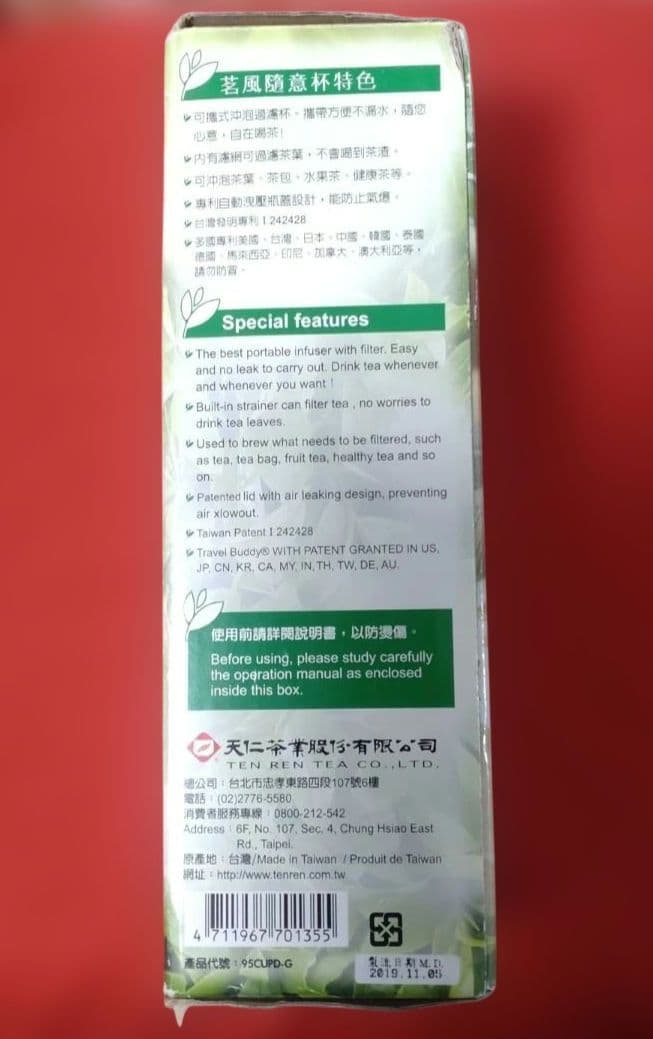 茗風隨意杯特色
可攜式沖泡過濾杯、攜帶方便不漏水，隨您
心意，自在喝茶!
內有濾網可過濾茶葉，不會喝到茶渣。
可沖泡茶葉、茶包、水果茶、健康茶等。
專利自動洩壓瓶蓋設計，能防止氣爆。
台灣發明專利 I 242428
多國專利美國、台灣、日本、中國、韓國、泰國
德國、馬來西亞、印尼、加拿大、澳大利亞等，
請勿仿冒。
Special features
The best portable infuser with filter. Easy
and no leak to carry out. Drink tea whenever
and whenever you want !
Built-in strainer can filter tea , no worries to
drink tea leaves.
Used to brew what needs to be filtered, such
as tea, tea bag, fruit tea, healthy tea and so
on.
Patented lid with air leaking design, preventing
air xlowout.
Taiwan Patent I 242428
Travel Buddy® WITH PATENT GRANTED IN US,
JP, CN, KR, CA, MY, IN, TH, TW, DE, AU.
使用前請詳閱說明書，以防燙傷。
Before using, please study carefully
the operation manual as enclosed
inside this box.
天仁茶業股份有限公司
TEN REN TEA CO.,LTD.
總公司：台北市忠孝東路四段107號6樓
電話：(02)2776-5580
消費者服務專線：0800-212-542
Address：6F, No. 107, Sec. 4, Chung Hsiao East
Rd., Taipei.
原產地：台灣/Made in Taiwan / Produit de Taiwan
網址：http://www.tenren.com.tw
4 711967 701355
產品代號：95CUPD-G
製造日期 M.D.
2019.11.05